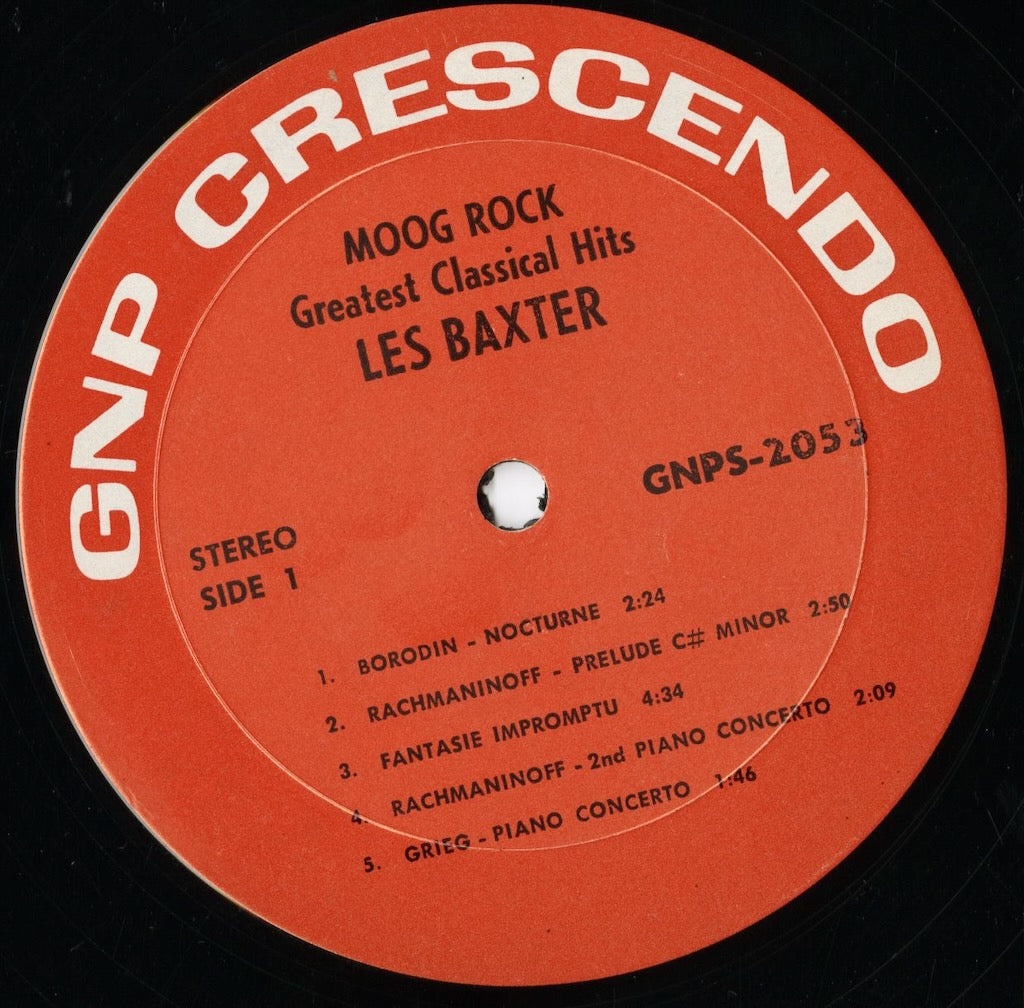 GNP CRESCENDO
MOOG ROCK
Greatest Classical Hits
LES BAXTER
GNPS-2053
STEREO
SIDE 1
1. BORODIN - NOCTURNE 2:24
2. RACHMANINOFF - PRELUDE C# MINOR 2:50
3. FANTASIE IMPROMPTU 4:34
4. RACHMANINOFF - 2nd PIANO CONCERTO 2:09
5. GRIEG - PIANO CONCERTO 1:46